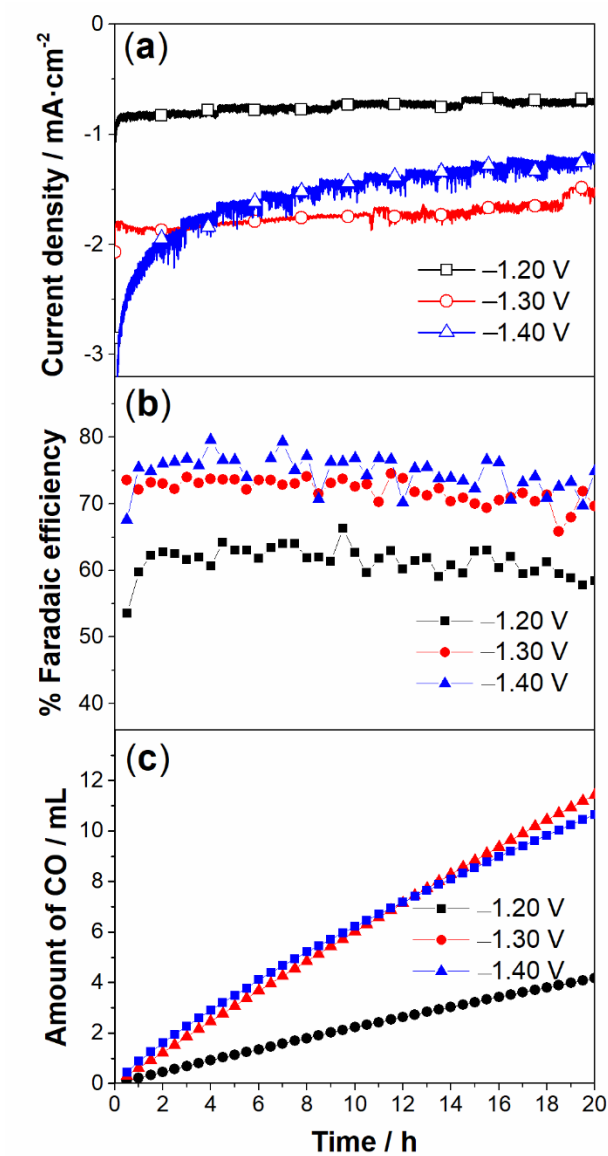 (a)
0
-1
-2
-3
Current density / mA·cm-2
–1.20 V
–1.30 V
–1.40 V
(b)
80
70
60
50
40
% Faradaic efficiency
–1.20 V
–1.30 V
–1.40 V
(c)
12
10
8
6
4
2
0
Amount of CO / mL
–1.20 V
–1.30 V
–1.40 V
0 2 4 6 8 10 12 14 16 18 20
Time / h